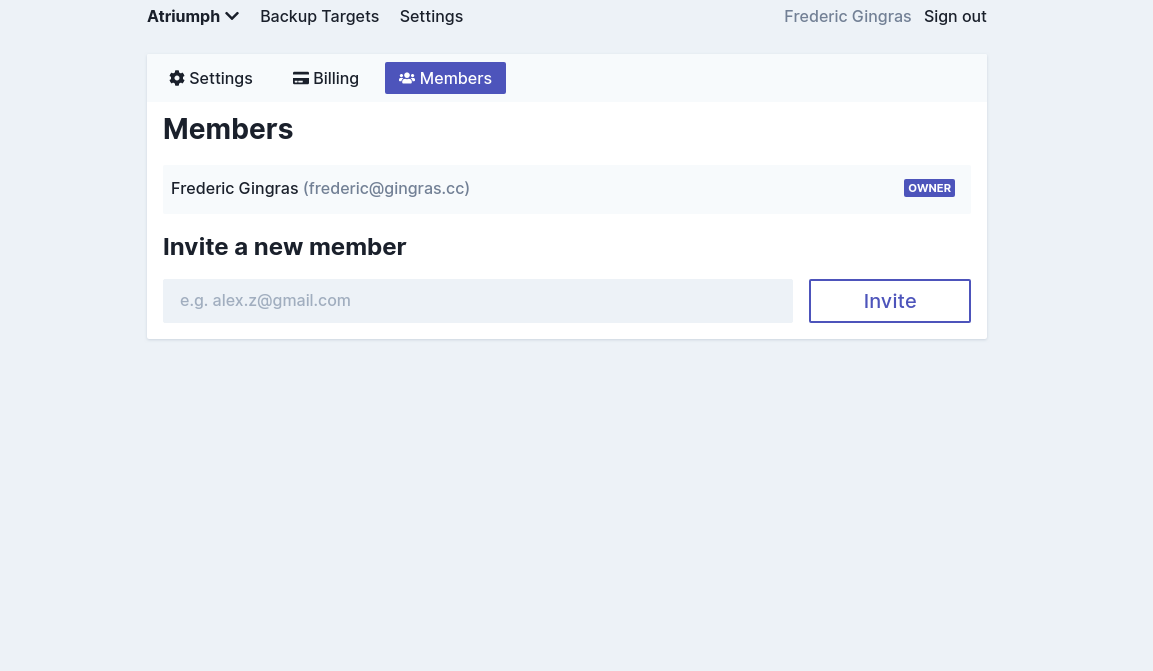 Atriumph Backup Targets Settings Frederic Gingras Sign out
Settings Billing Members
Members
Frederic Gingras (frederic@gingras.cc) OWNER
Invite a new member
e.g. alex.z@gmail.com Invite